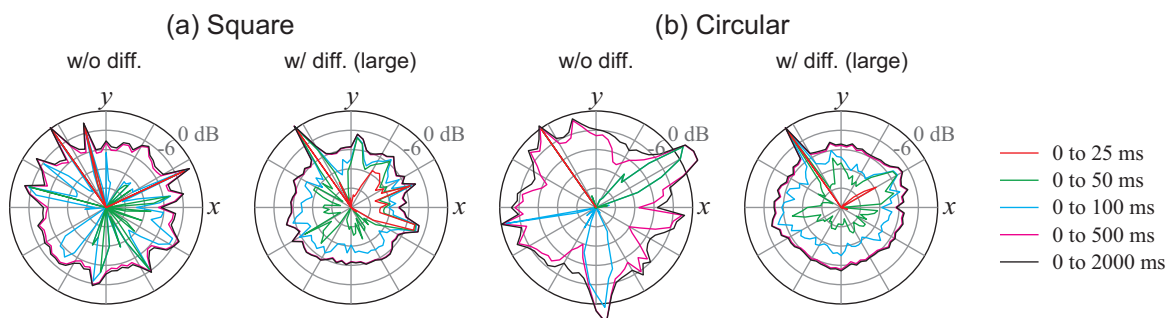 (a) Square
(b) Circular
w/o diff.
w/ diff. (large)
w/o diff.
w/ diff. (large)
y
y
y
y
0 dB
-6
x
0 dB
-6
x
0 dB
-6
x
0 dB
-6
x
0 to 25 ms
0 to 50 ms
0 to 100 ms
0 to 500 ms
0 to 2000 ms